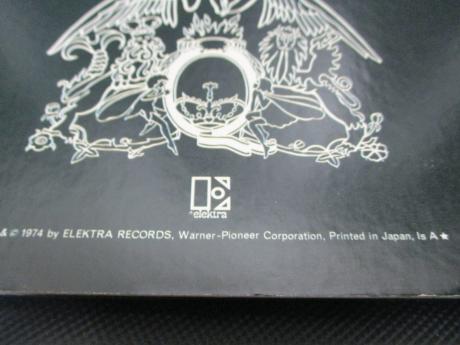 elektra
& ℗ 1974 by ELEKTRA RECORDS, Warner-Pioneer Corporation, Printed in Japan, Is A ★